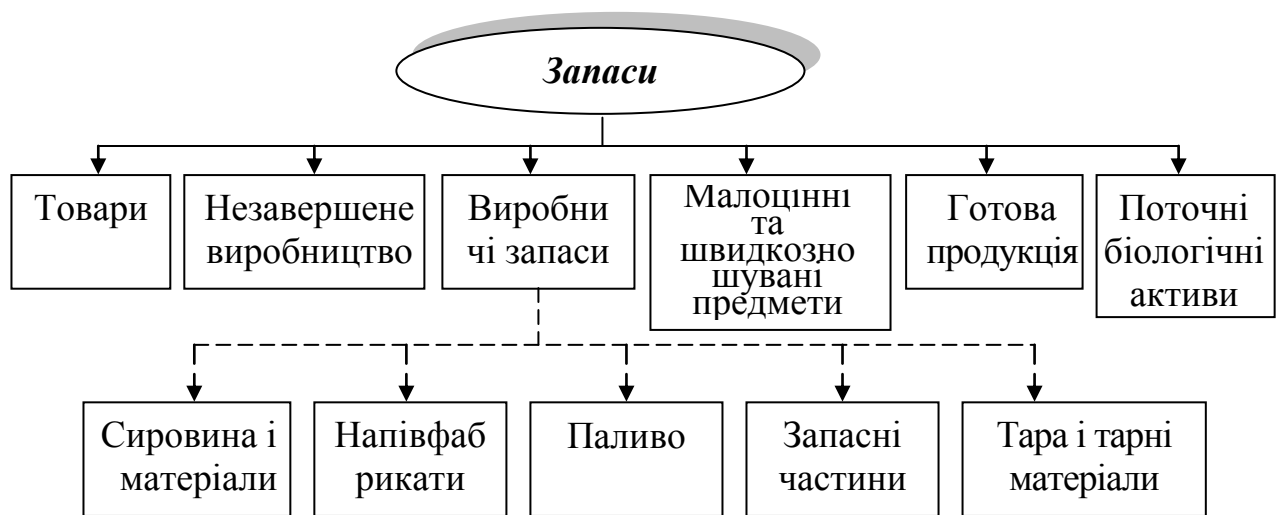 Запаси
Товари
Незавершене
виробництво
Виробни
чі запаси
Малоцінні
та
швидкозно
шувані
предмети
Готова
продукція
Поточні
біологічні
активи
Сировина і
матеріали
Напівфаб
рикати
Паливо
Запасні
частини
Тара і тарні
матеріали